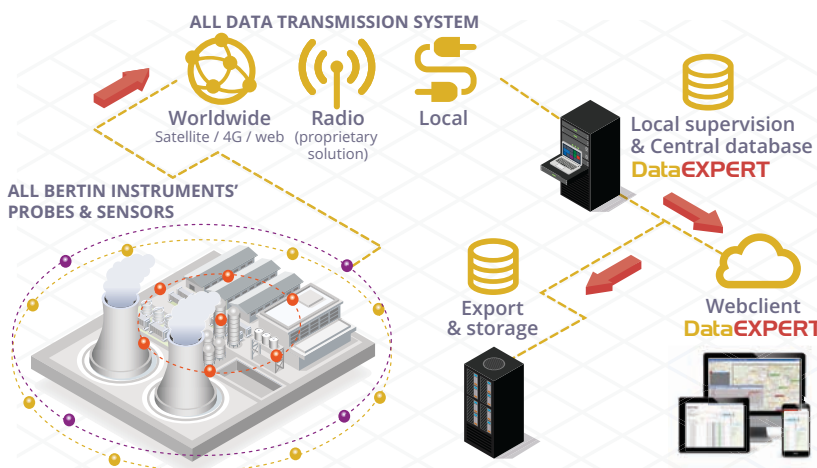 ALL DATA TRANSMISSION SYSTEM
Worldwide
Satellite / 4G / web
Radio
(proprietary
solution)
Local
Local supervision
& Central database
DataEXPERT
ALL BERTIN INSTRUMENTS’
PROBES & SENSORS
Export
& storage
Webclient
DataEXPERT